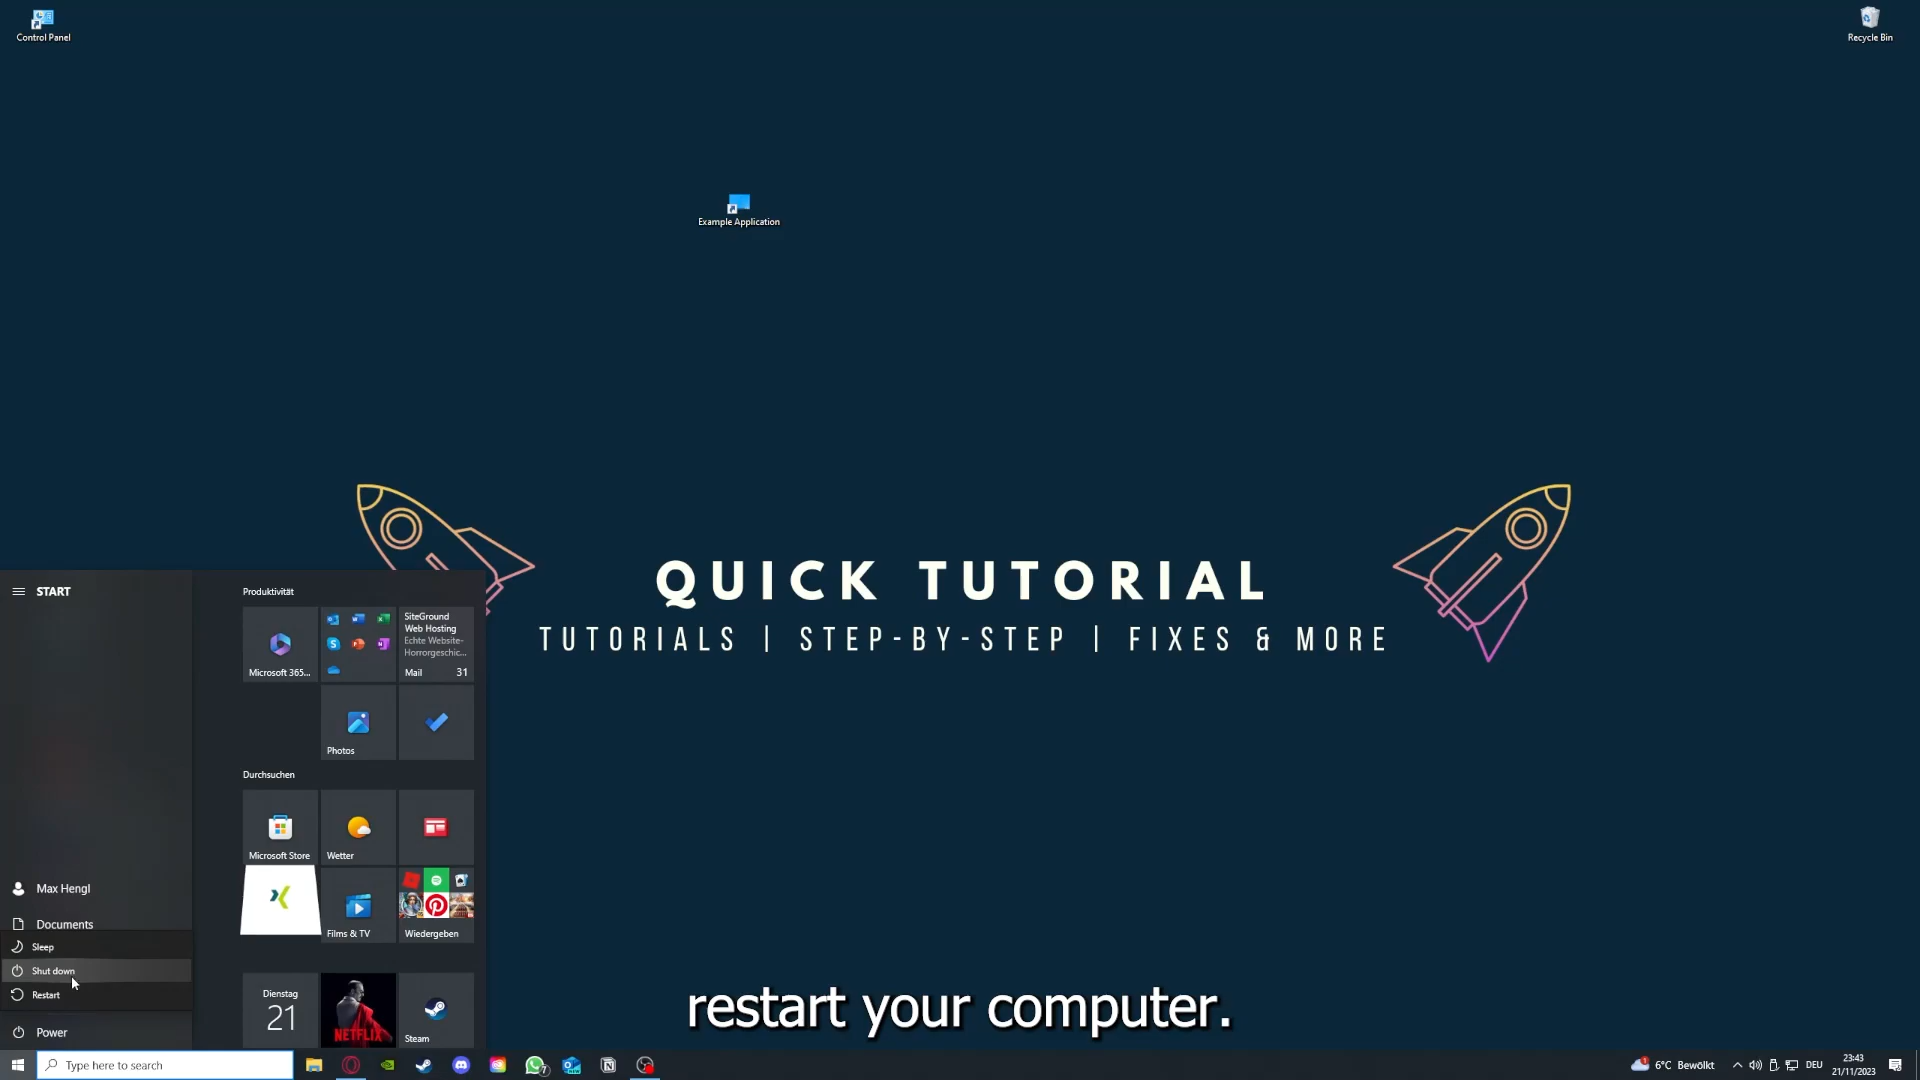 Control Panel
Recycle Bin
Example Application
QUICK TUTORIAL
TUTORIALS | STEP-BY-STEP | FIXES & MORE
START
Produktivität
SiteGround
Web Hosting
Echte Website-
Horrorgeschic...
Microsoft 365...
Mail 31
Photos
Durchsuchen
Microsoft Store
Wetter
Max Hengl
Documents
Films & TV
Wiedergeben
Sleep
Shut down
Restart
Dienstag
21
NETFLIX
Steam
Power
restart your computer.
Type here to search
7
1
6°C Bewölkt
DEU
23:43
21/11/2023